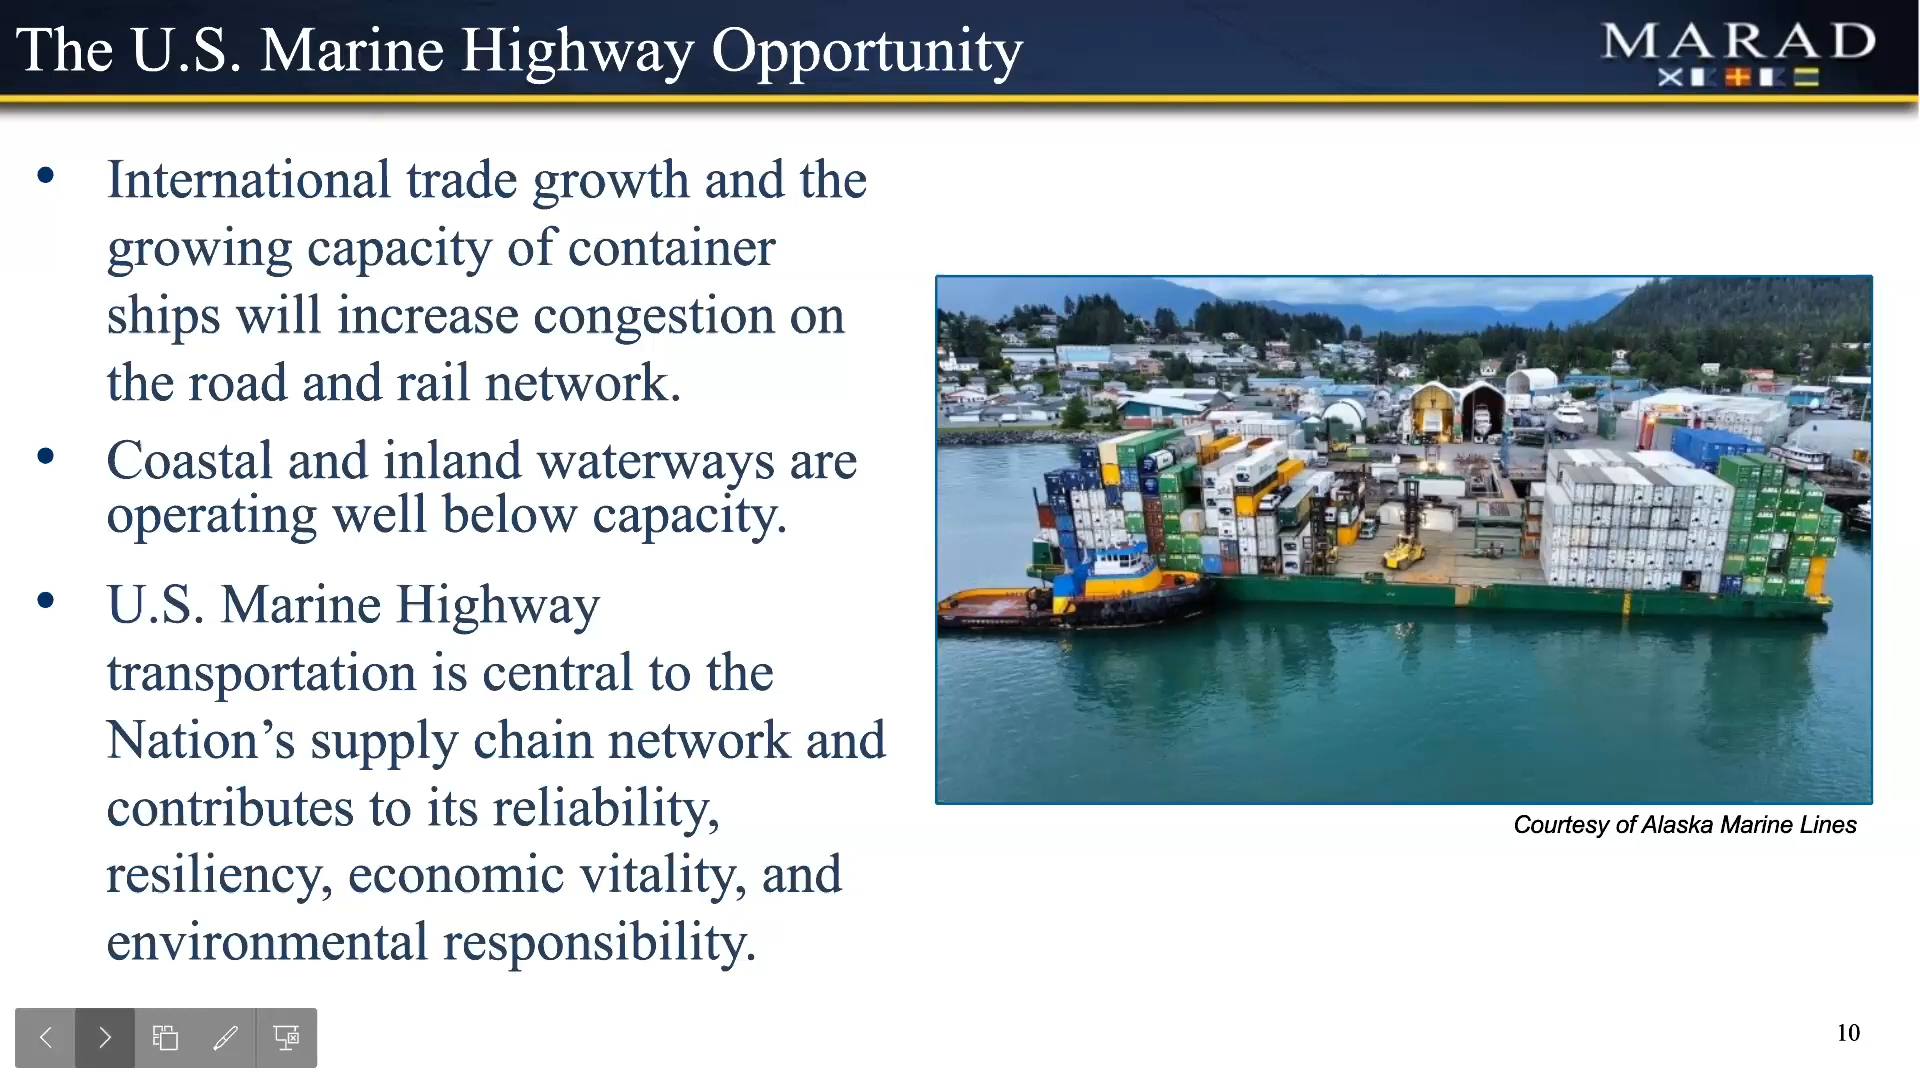 The U.S. Marine Highway Opportunity
MARAD
• International trade growth and the
growing capacity of container
ships will increase congestion on
the road and rail network.
• Coastal and inland waterways are
operating well below capacity.
• U.S. Marine Highway
transportation is central to the
Nation’s supply chain network and
contributes to its reliability,
resiliency, economic vitality, and
environmental responsibility.
Courtesy of Alaska Marine Lines
10